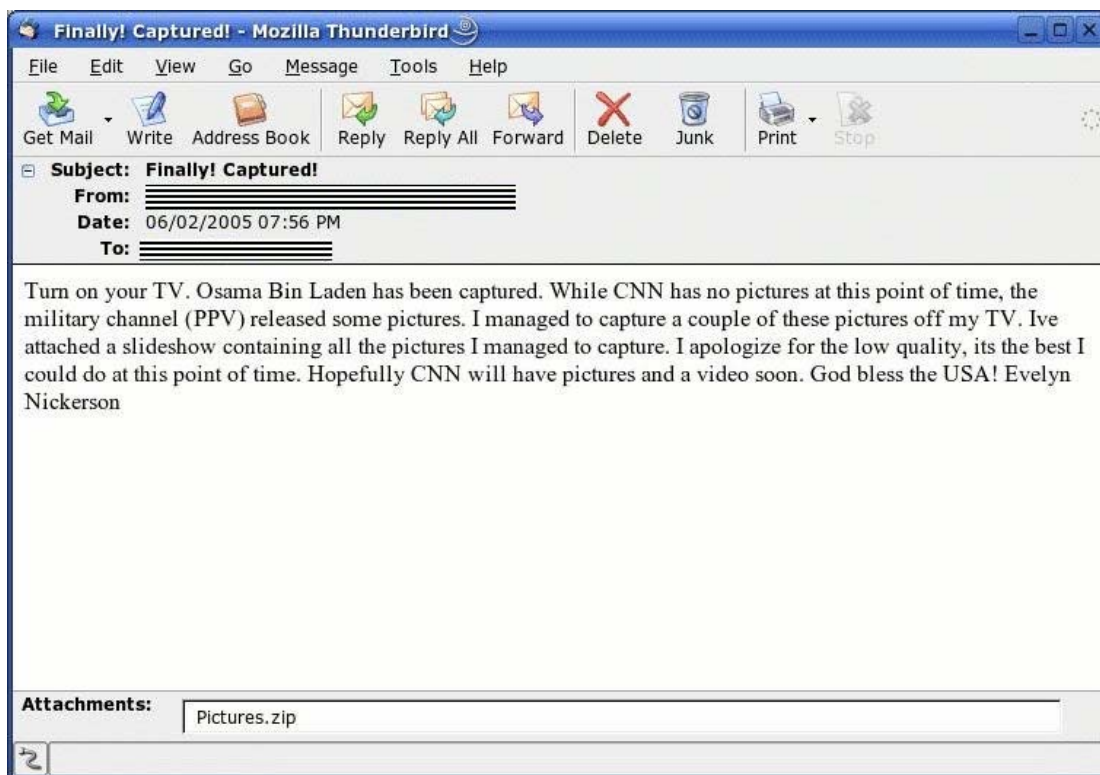 Finally! Captured! - Mozilla Thunderbird
File Edit View Go Message Tools Help
Get Mail Write Address Book Reply Reply All Forward Delete Junk Print Stop
Subject: Finally! Captured!
From:
Date: 06/02/2005 07:56 PM
To:
Turn on your TV. Osama Bin Laden has been captured. While CNN has no pictures at this point of time, the
military channel (PPV) released some pictures. I managed to capture a couple of these pictures off my TV. Ive
attached a slideshow containing all the pictures I managed to capture. I apologize for the low quality, its the best I
could do at this point of time. Hopefully CNN will have pictures and a video soon. God bless the USA! Evelyn
Nickerson
Attachments:
Pictures.zip